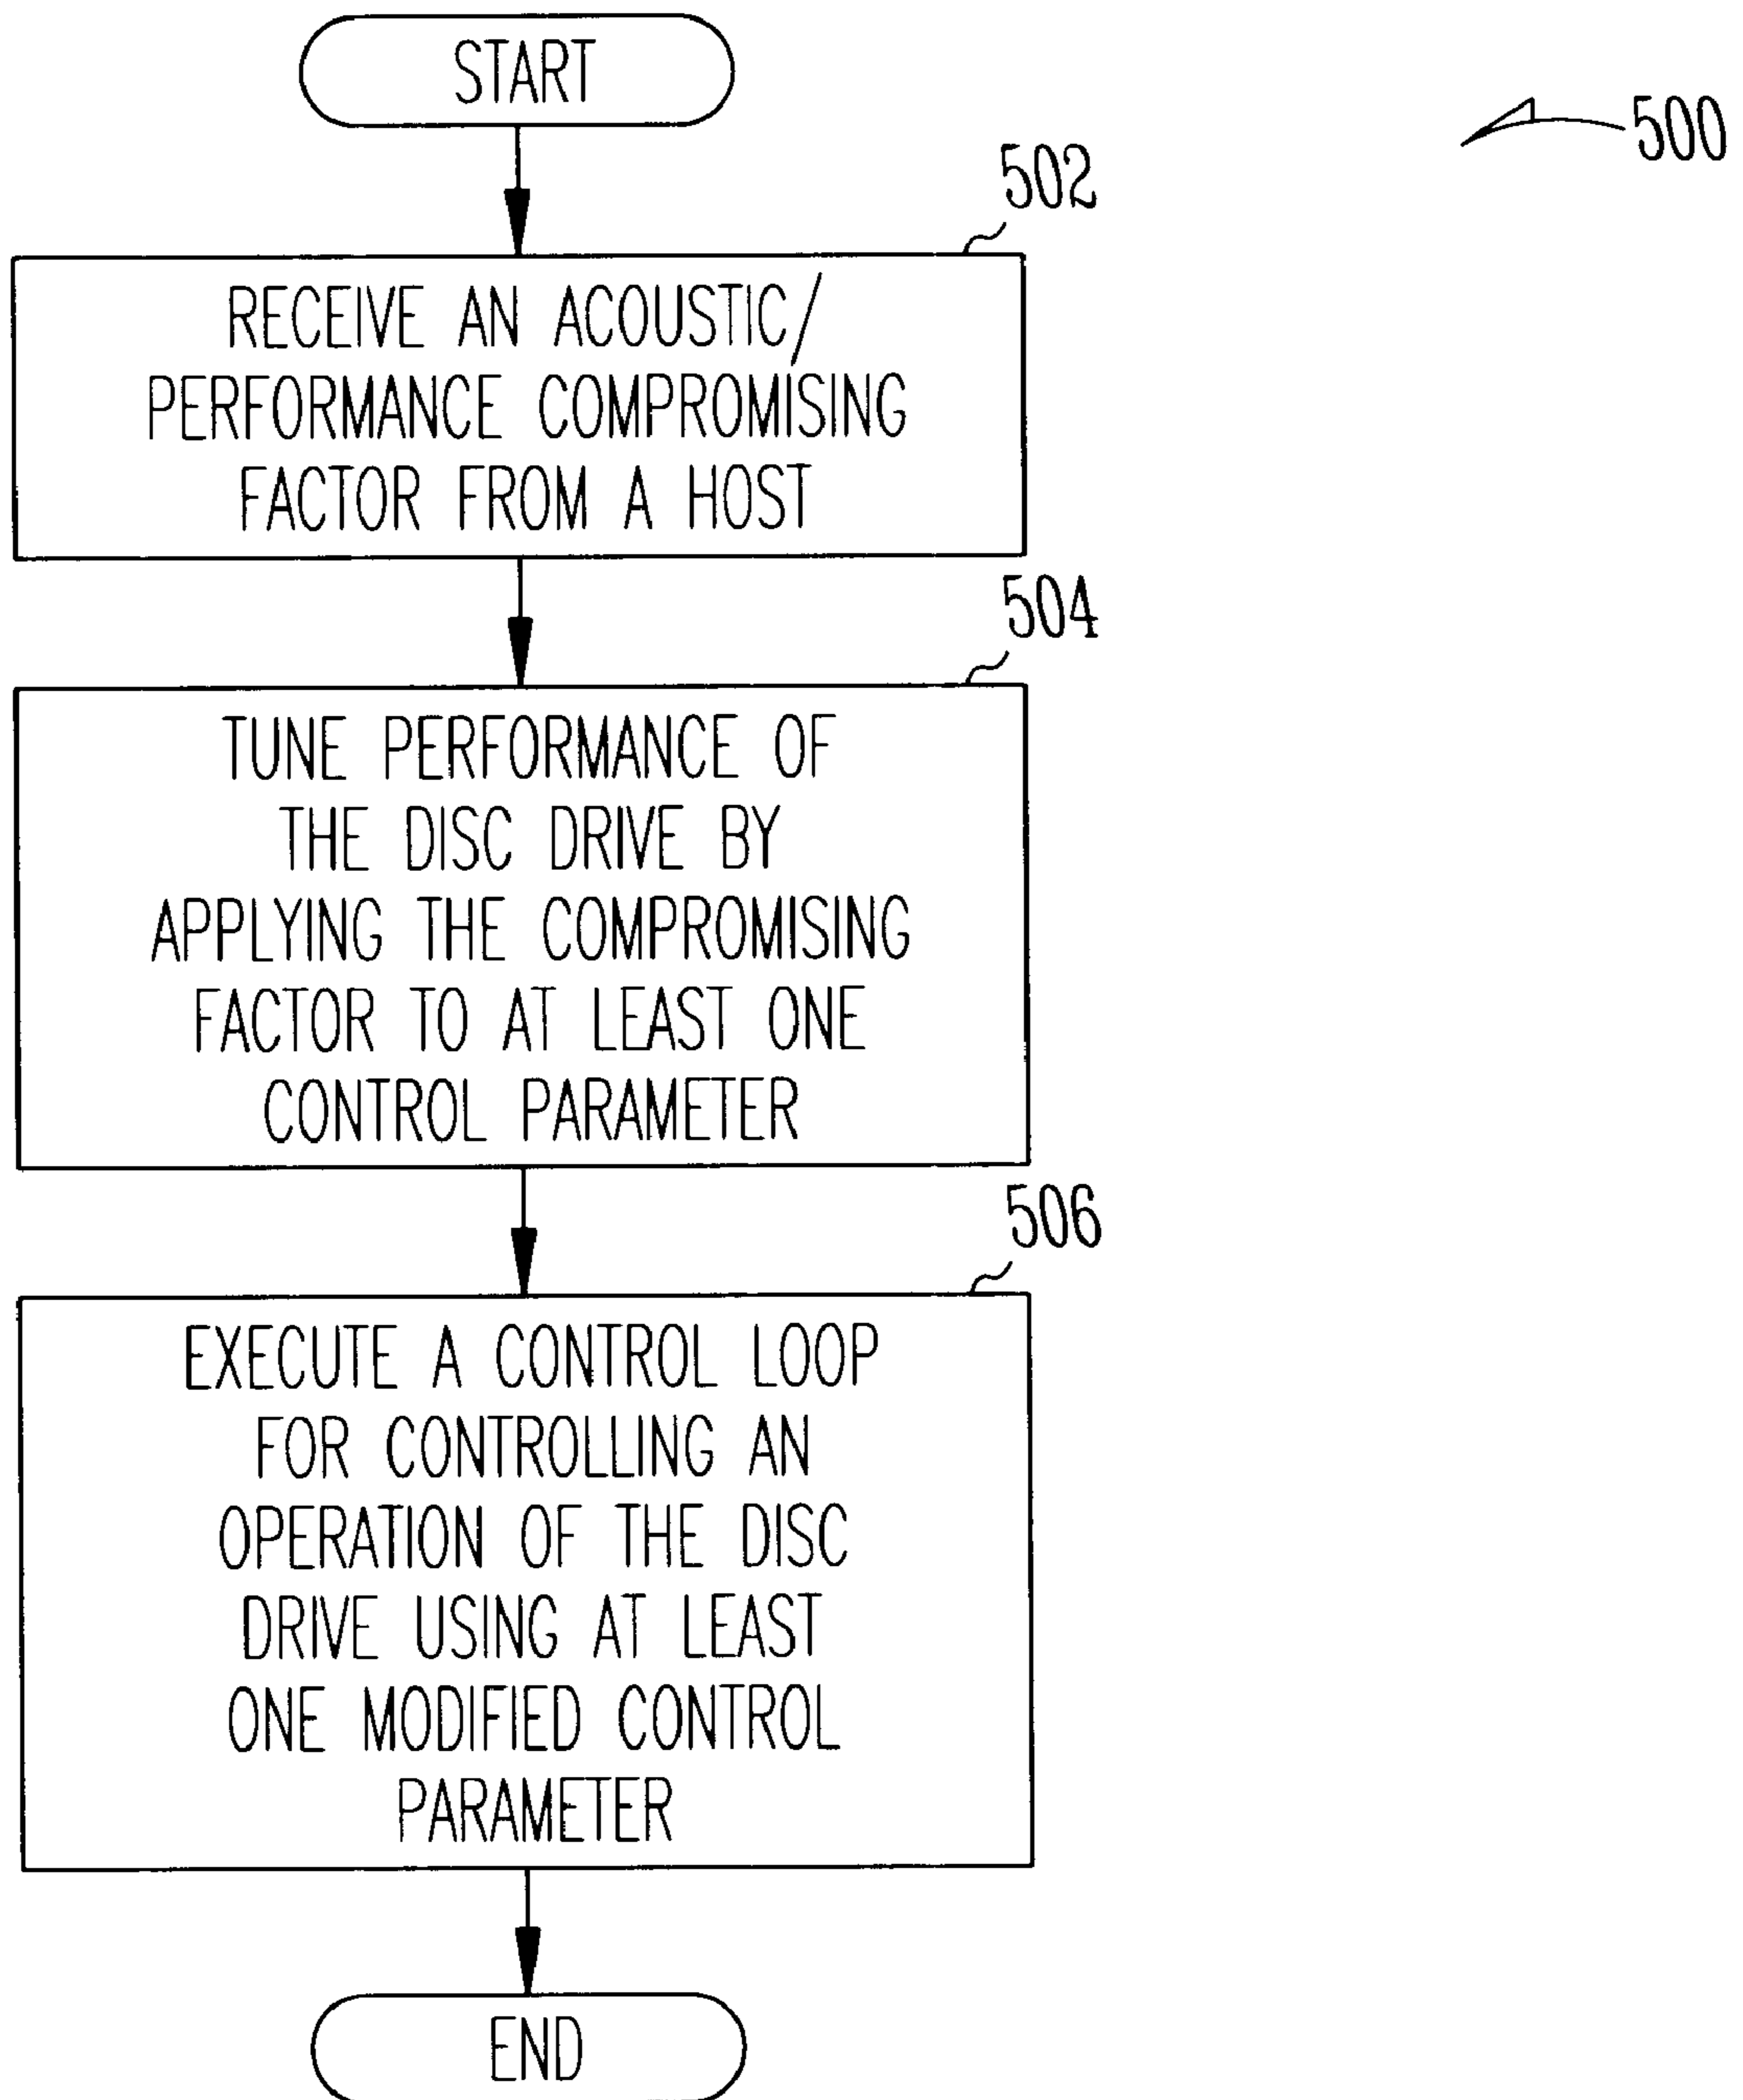 START
500
502
RECEIVE AN ACOUSTIC/
PERFORMANCE COMPROMISING
FACTOR FROM A HOST
504
TUNE PERFORMANCE OF
THE DISC DRIVE BY
APPLYING THE COMPROMISING
FACTOR TO AT LEAST ONE
CONTROL PARAMETER
506
EXECUTE A CONTROL LOOP
FOR CONTROLLING AN
OPERATION OF THE DISC
DRIVE USING AT LEAST
ONE MODIFIED CONTROL
PARAMETER
END